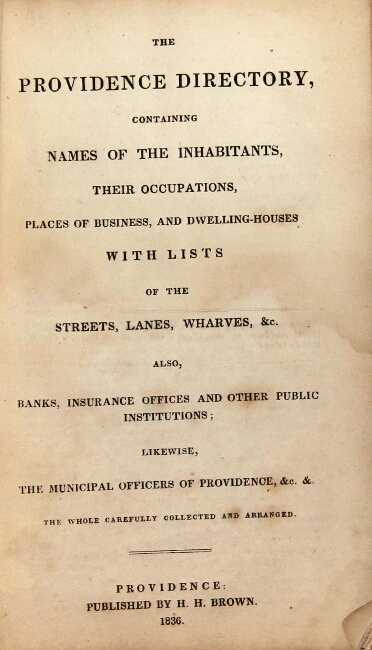 THE
PROVIDENCE DIRECTORY,
CONTAINING
NAMES OF THE INHABITANTS,
THEIR OCCUPATIONS,
PLACES OF BUSINESS, AND DWELLING-HOUSES
WITH LISTS
OF THE
STREETS, LANES, WHARVES, &c.
ALSO,
BANKS, INSURANCE OFFICES AND OTHER PUBLIC
INSTITUTIONS;
LIKEWISE,
THE MUNICIPAL OFFICERS OF PROVIDENCE, &c. &.
THE WHOLE CAREFULLY COLLECTED AND ARRANGED.
PROVIDENCE:
PUBLISHED BY H. H. BROWN.
1836.